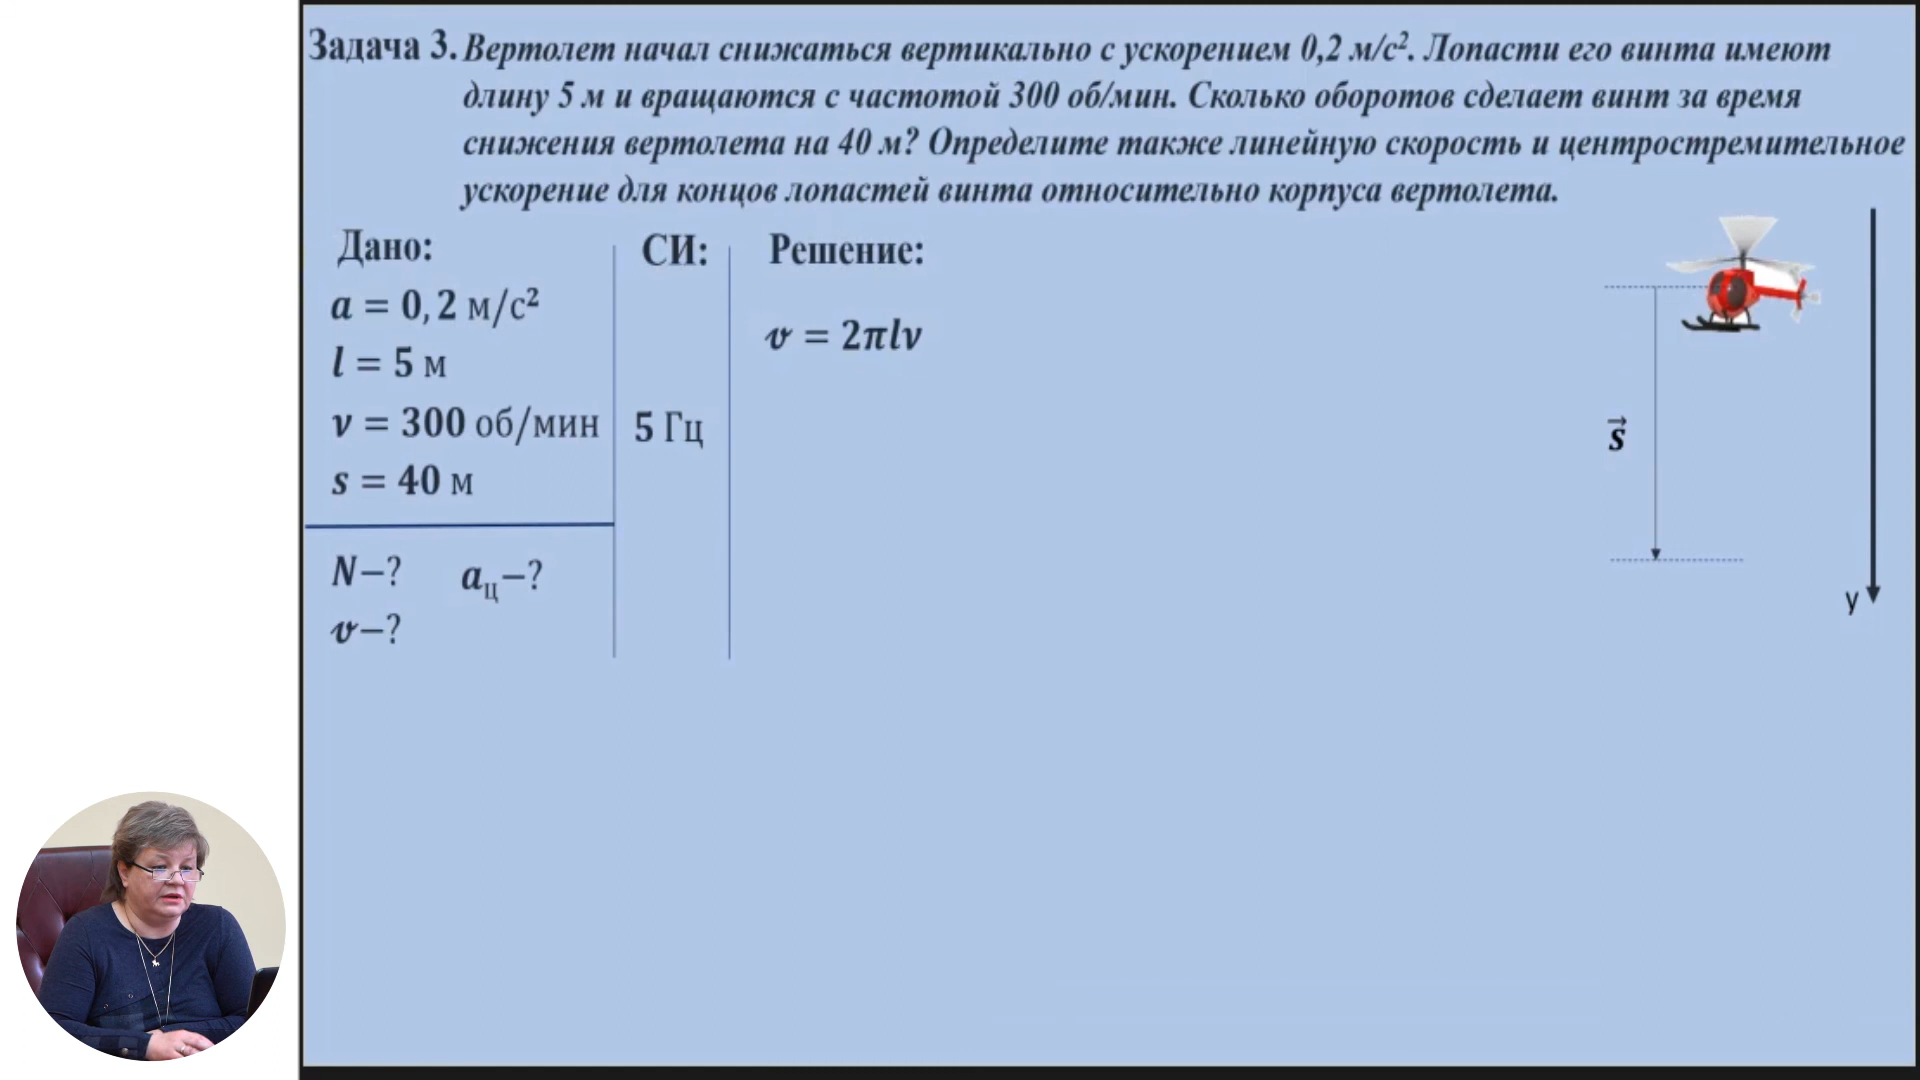 Задача 3. Вертолет начал снижаться вертикально с ускорением 0,2 м/с². Лопасти его винта имеют
длину 5 м и вращаются с частотой 300 об/мин. Сколько оборотов сделает винт за время
снижения вертолета на 40 м? Определите также линейную скорость и центростремительное
ускорение для концов лопастей винта относительно корпуса вертолета.
Дано:
a = 0,2 м/с²
l = 5 м
ν = 300 об/мин
s = 40 м
N–? aц–?
v–?
СИ:
5 Гц
Решение:
v = 2πlν
s⃗
y